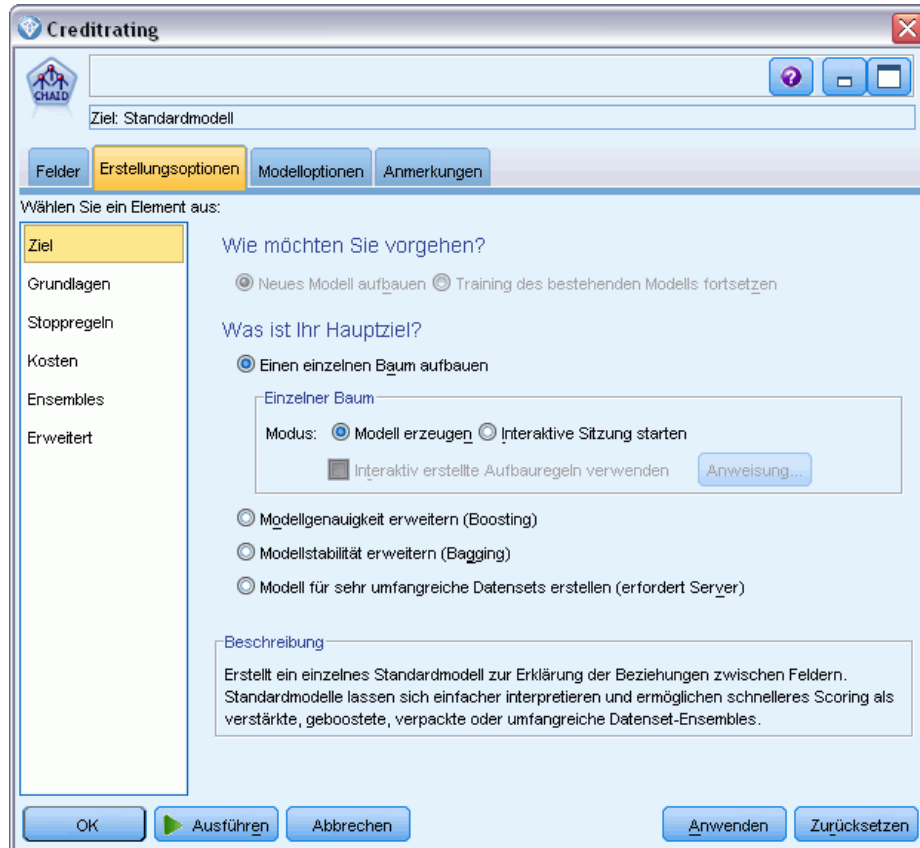 Creditrating
CHAID
Ziel: Standardmodell
Felder
Erstellungsoptionen
Modelloptionen
Anmerkungen
Wählen Sie ein Element aus:
Ziel
Grundlagen
Stoppregeln
Kosten
Ensembles
Erweitert
Wie möchten Sie vorgehen?
Neues Modell aufbauen Training des bestehenden Modells fortsetzen
Was ist Ihr Hauptziel?
Einen einzelnen Baum aufbauen
Einzelner Baum
Modus: Modell erzeugen Interaktive Sitzung starten
Interaktiv erstellte Aufbauregeln verwenden Anweisung...
Modellgenauigkeit erweitern (Boosting)
Modellstabilität erweitern (Bagging)
Modell für sehr umfangreiche Datensets erstellen (erfordert Server)
Beschreibung
Erstellt ein einzelnes Standardmodell zur Erklärung der Beziehungen zwischen Feldern.
Standardmodelle lassen sich einfacher interpretieren und ermöglichen schnelleres Scoring als
verstärkte, geboostete, verpackte oder umfangreiche Datenset-Ensembles.
OK Ausführen Abbrechen Anwenden Zurücksetzen